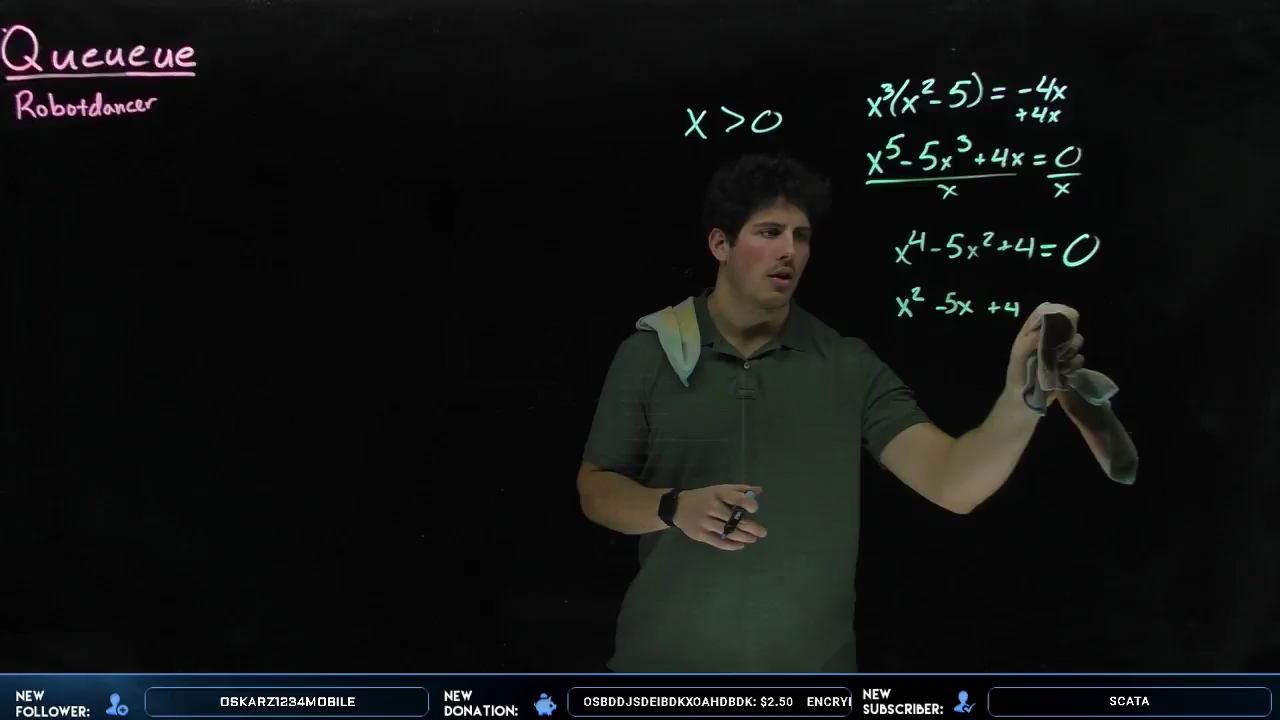 Queueue
Robotdancer
x > 0
x³(x² - 5) = -4x
+4x
x⁵ - 5x³ + 4x = 0
x x
x⁴ - 5x² + 4 = 0
x² - 5x + 4
NEW FOLLOWER: OSKARZ1234MOBILE
NEW DONATION: OSBDDJSDEIBDKXOAHDBDK: $2.50 ENCRYI
NEW SUBSCRIBER: SCATA